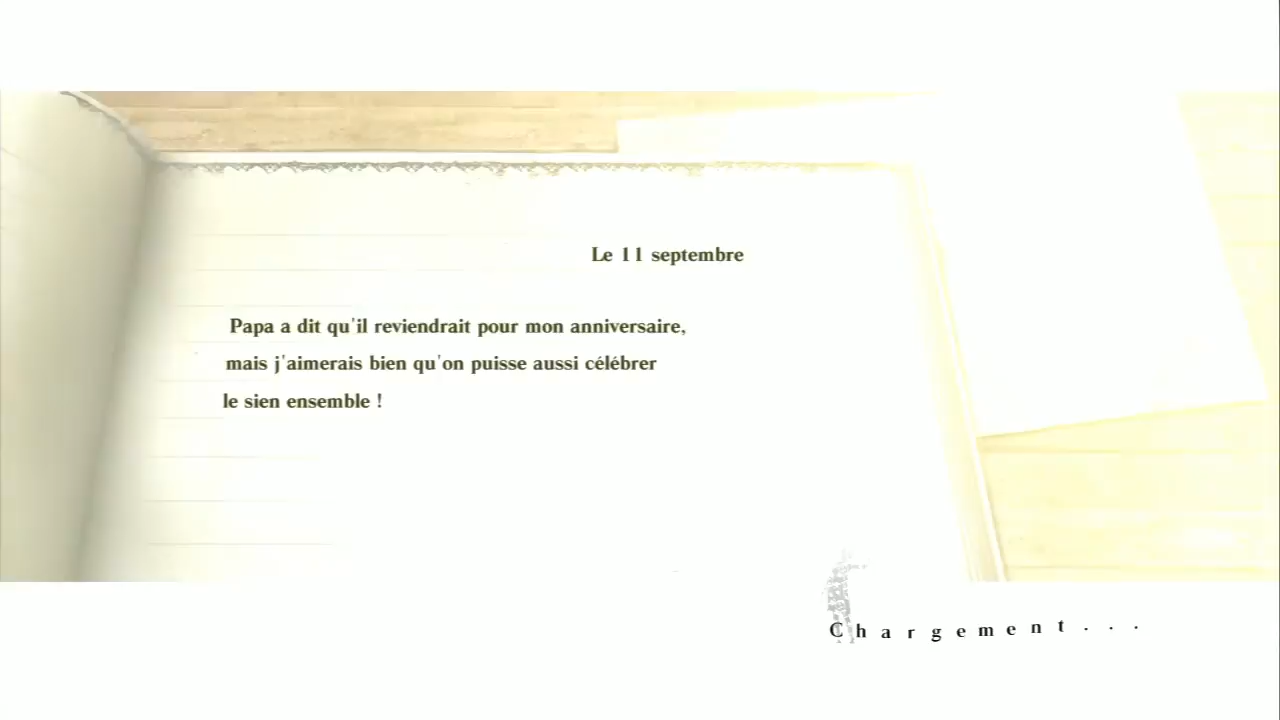 Le 11 septembre
Papa a dit qu'il reviendrait pour mon anniversaire,
mais j'aimerais bien qu'on puisse aussi célébrer
le sien ensemble !
Chargement...